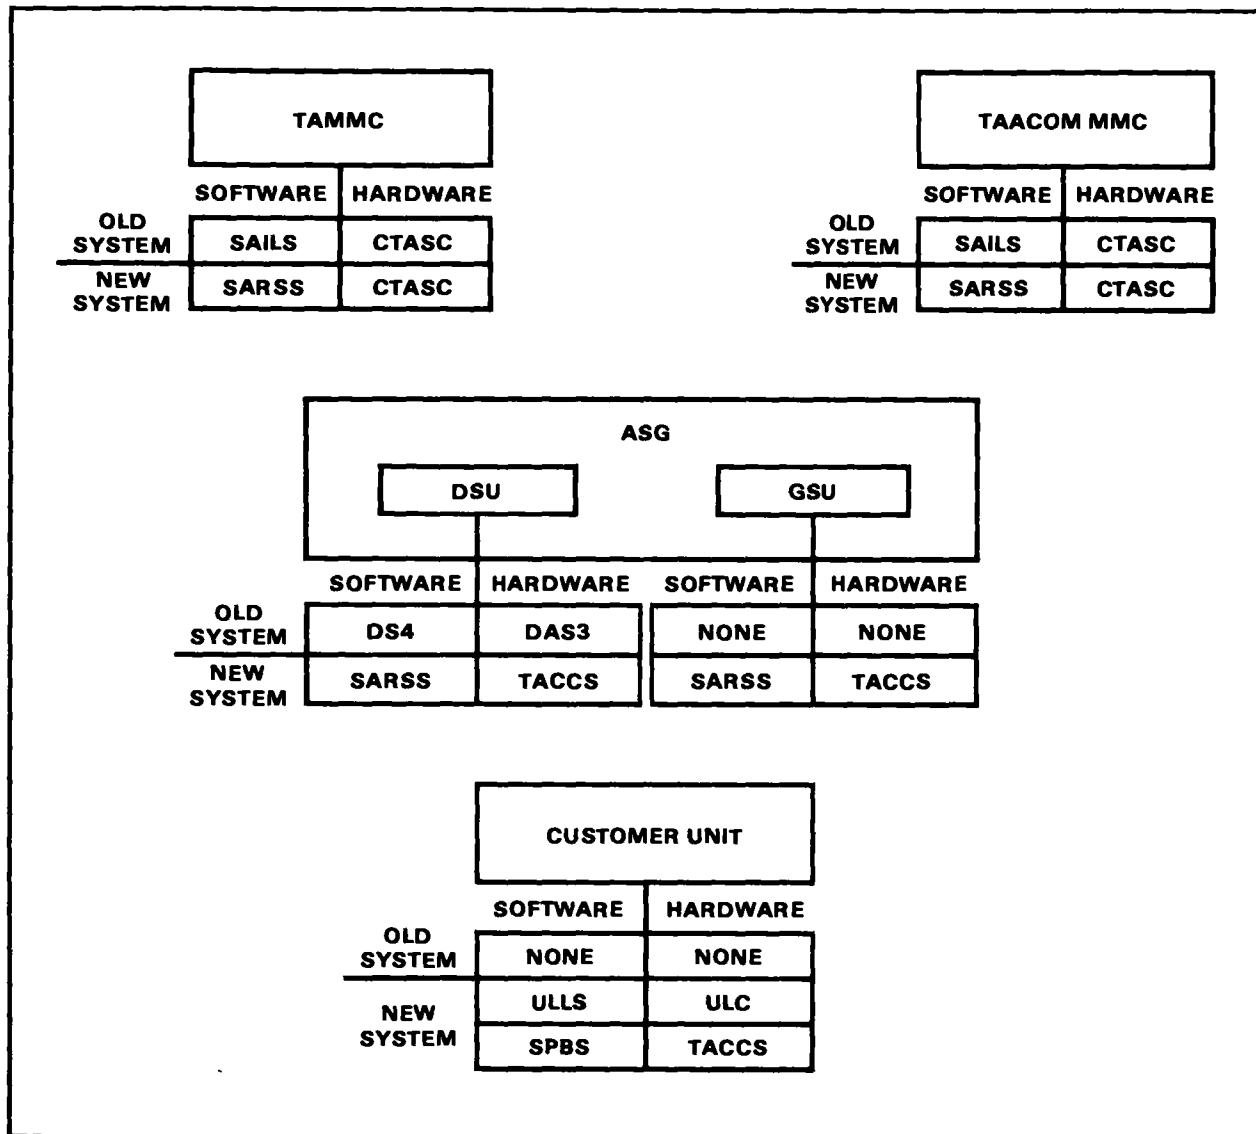 TAMMC
SOFTWARE HARDWARE
OLD
SYSTEM
SAILS CTASC
NEW
SYSTEM
SARSS CTASC
TAACOM MMC
SOFTWARE HARDWARE
OLD
SYSTEM
SAILS CTASC
NEW
SYSTEM
SARSS CTASC
ASG
DSU GSU
SOFTWARE HARDWARE SOFTWARE HARDWARE
OLD
SYSTEM
DS4 DAS3 NONE NONE
NEW
SYSTEM
SARSS TACCS SARSS TACCS
CUSTOMER UNIT
SOFTWARE HARDWARE
OLD
SYSTEM
NONE NONE
NEW
SYSTEM
ULLS ULC
SPBS TACCS